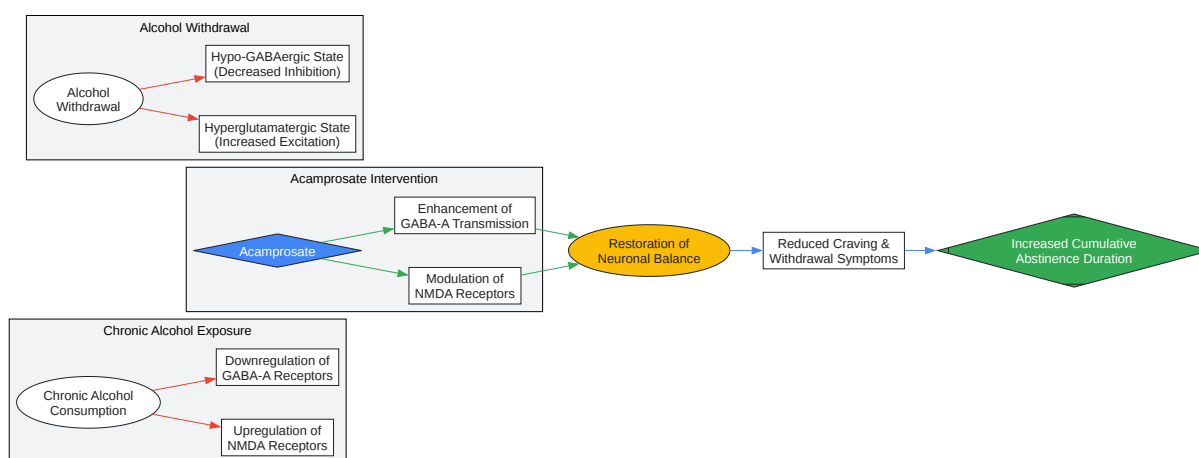 Alcohol Withdrawal
Hypo-GABAergic State
(Decreased Inhibition)
Alcohol
Withdrawal
Hyperglutamatergic State
(Increased Excitation)
Acamprosate Intervention
Enhancement of
GABA-A Transmission
Acamprosate
Modulation of
NMDA Receptors
Restoration of
Neuronal Balance
Reduced Craving &
Withdrawal Symptoms
Increased Cumulative
Abstinence Duration
Chronic Alcohol Exposure
Downregulation of
GABA-A Receptors
Chronic Alcohol
Consumption
Upregulation of
NMDA Receptors